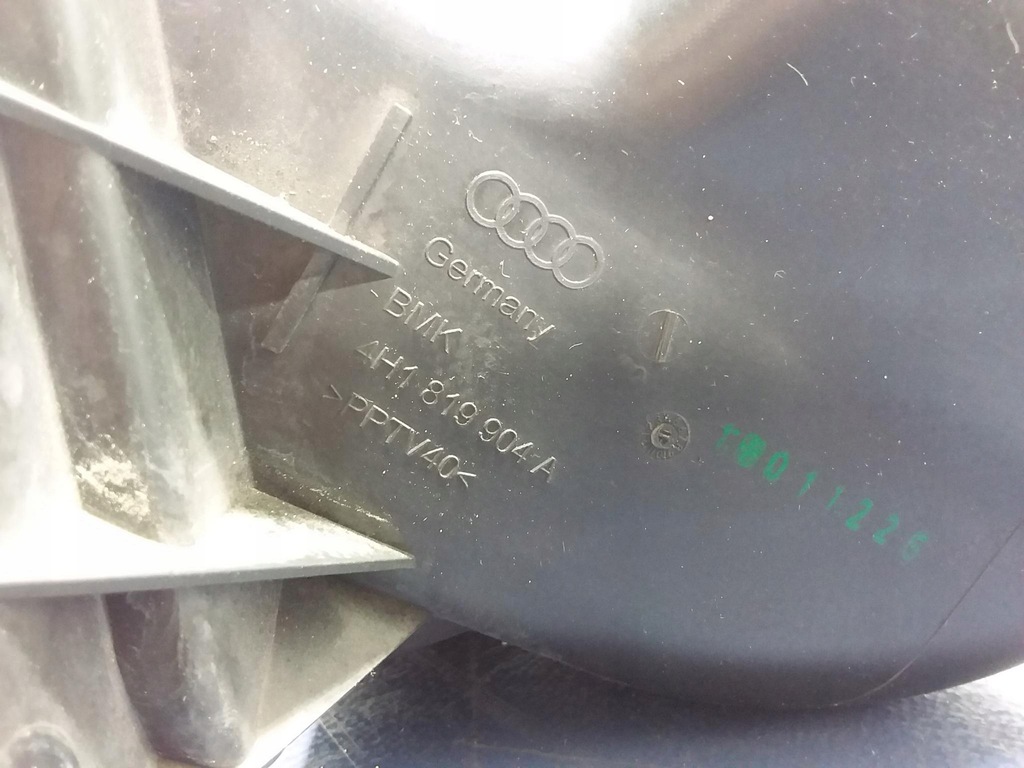 Germany
- BMK
4H1 819 904 A
>PPTV40<